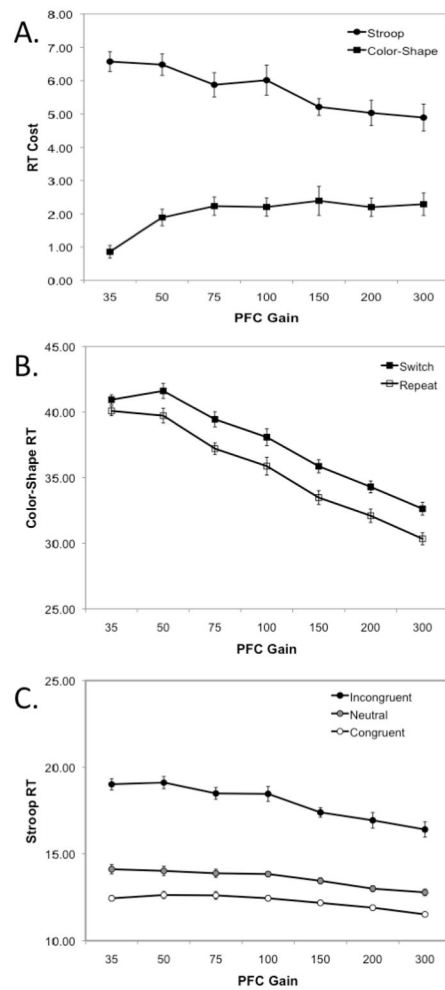 A.
8.00
7.00
6.00
5.00
4.00
3.00
2.00
1.00
0.00
RT Cost
Stroop
Color-Shape
35 50 75 100 150 200 300
PFC Gain
B.
45.00
40.00
35.00
30.00
25.00
Color-Shape RT
Switch
Repeat
35 50 75 100 150 200 300
PFC Gain
C.
25.00
20.00
15.00
10.00
Stroop RT
Incongruent
Neutral
Congruent
35 50 75 100 150 200 300
PFC Gain